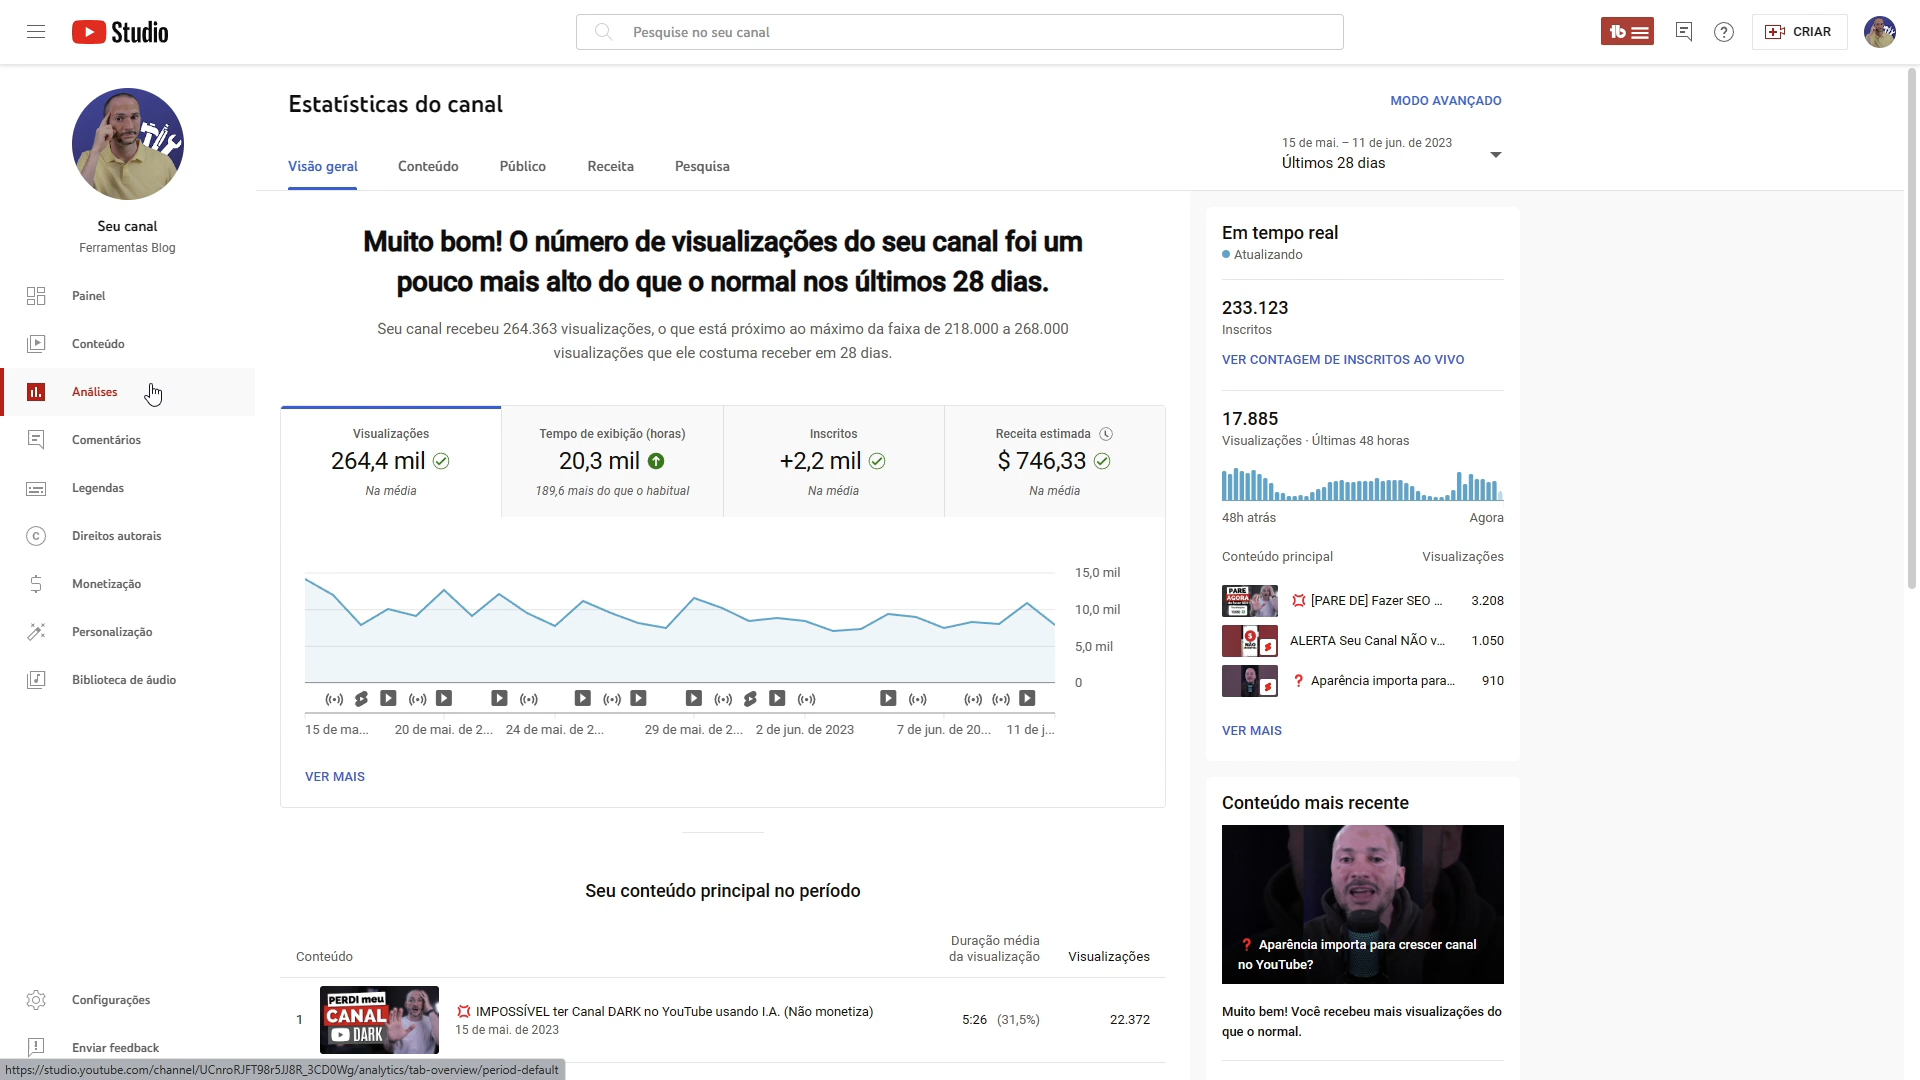 Studio
Pesquise no seu canal
CRIAR
Seu canal
Ferramentas Blog
Painel
Conteúdo
Análises
Comentários
Legendas
Direitos autorais
Monetização
Personalização
Biblioteca de áudio
Configurações
Enviar feedback
https://studio.youtube.com/channel/UCnroRJFT98r5JJ8R_3CD0Wg/analytics/tab-overview/period-default
Estatísticas do canal
MODO AVANÇADO
15 de mai. – 11 de jun. de 2023
Últimos 28 dias
Visão geral Conteúdo Público Receita Pesquisa
Muito bom! O número de visualizações do seu canal foi um
pouco mais alto do que o normal nos últimos 28 dias.
Seu canal recebeu 264.363 visualizações, o que está próximo ao máximo da faixa de 218.000 a 268.000
visualizações que ele costuma receber em 28 dias.
Visualizações
264,4 mil
Na média
Tempo de exibição (horas)
20,3 mil
189,6 mais do que o habitual
Inscritos
+2,2 mil
Na média
Receita estimada
$ 746,33
Na média
15,0 mil
10,0 mil
5,0 mil
0
15 de ma... 20 de mai. de 2... 24 de mai. de 2... 29 de mai. de 2... 2 de jun. de 2023 7 de jun. de 20... 11 de j...
VER MAIS
Seu conteúdo principal no período
Conteúdo
Duração média
da visualização
Visualizações
1
PERDI meu
CANAL
DARK
💢 IMPOSSÍVEL ter Canal DARK no YouTube usando I.A. (Não monetiza)
15 de mai. de 2023
5:26 (31,5%)
22.372
Em tempo real
Atualizando
233.123
Inscritos
VER CONTAGEM DE INSCRITOS AO VIVO
17.885
Visualizações · Últimas 48 horas
48h atrás Agora
Conteúdo principal Visualizações
PARE
AGORA
💢 [PARE DE] Fazer SEO ... 3.208
ALERTA Seu Canal NÃO v... 1.050
❓ Aparência importa para... 910
VER MAIS
Conteúdo mais recente
❓ Aparência importa para crescer canal
no YouTube?
Muito bom! Você recebeu mais visualizações do
que o normal.